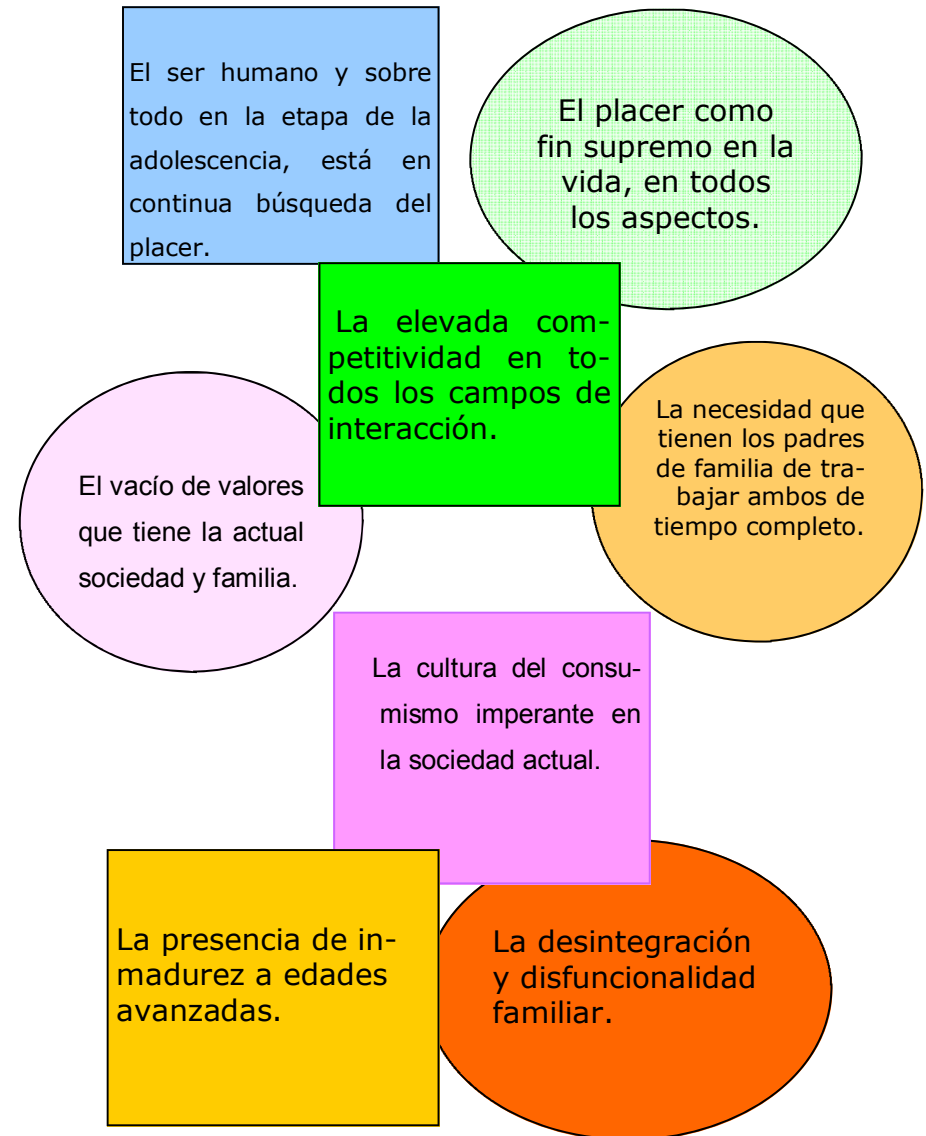 El ser humano y sobre
todo en la etapa de la
adolescencia, está en
continua búsqueda del
placer.
El placer como
fin supremo en la
vida, en todos
los aspectos.
La elevada com-
petitividad en to-
dos los campos de
interacción.
La necesidad que
tienen los padres
de familia de tra-
bajar ambos de
tiempo completo.
El vacío de valores
que tiene la actual
sociedad y familia.
La cultura del consu-
mismo imperante en
la sociedad actual.
La presencia de in-
madurez a edades
avanzadas.
La desintegración
y disfuncionalidad
familiar.